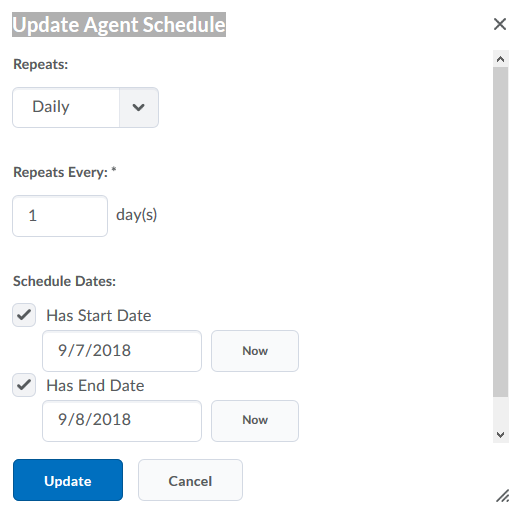 Update Agent Schedule
Repeats:
Daily
Repeats Every: *
1 day(s)
Schedule Dates:
Has Start Date
9/7/2018 Now
Has End Date
9/8/2018 Now
Update Cancel